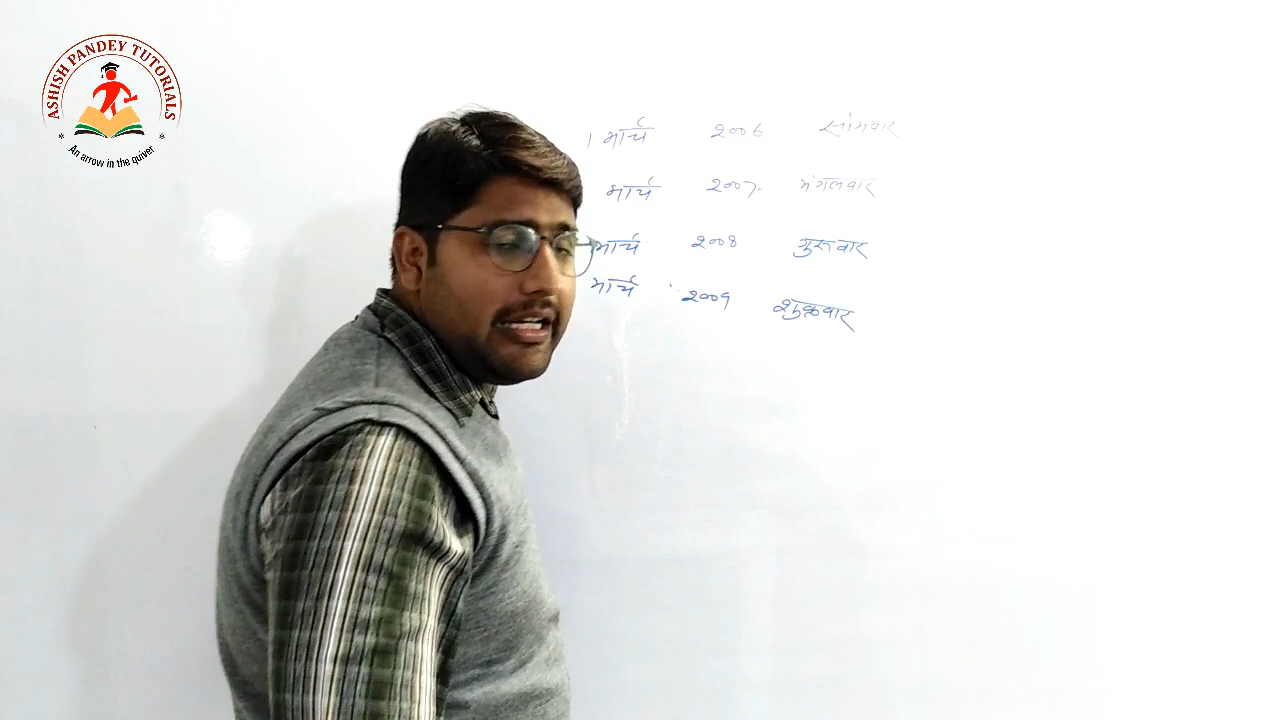 ASHISH PANDEY TUTORIALS
An arrow in the quiver
1 मार्च 2006 सोमवार
मार्च 2007 मंगलवार
मार्च 2008 गुरुवार
मार्च 2009 शुक्रवार